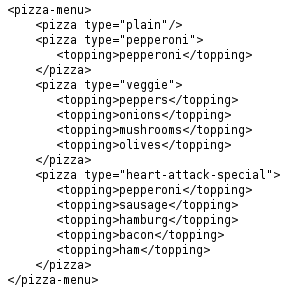 <pizza-menu>
    <pizza type="plain"/>
    <pizza type="pepperoni">
       <topping>pepperoni</topping>
    </pizza>
    <pizza type="veggie">
       <topping>peppers</topping>
       <topping>onions</topping>
       <topping>mushrooms</topping>
       <topping>olives</topping>
    </pizza>
    <pizza type="heart-attack-special">
       <topping>pepperoni</topping>
       <topping>sausage</topping>
       <topping>hamburg</topping>
       <topping>bacon</topping>
       <topping>ham</topping>
    </pizza>
</pizza-menu>